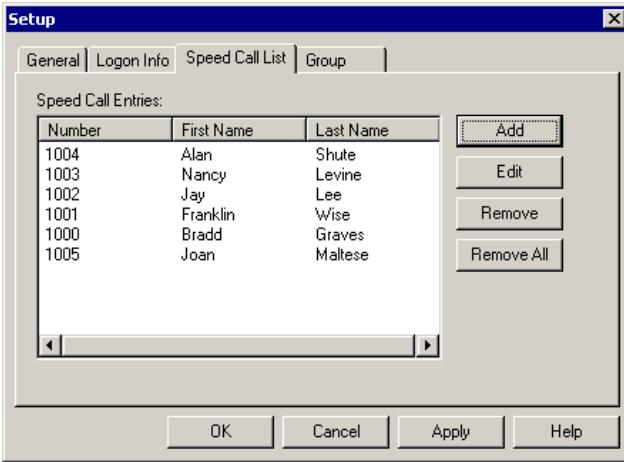 Setup
General Logon Info Speed Call List Group
Speed Call Entries:
Number First Name Last Name
1004 Alan Shute
1003 Nancy Levine
1002 Jay Lee
1001 Franklin Wise
1000 Bradd Graves
1005 Joan Maltese
Add
Edit
Remove
Remove All
OK Cancel Apply Help